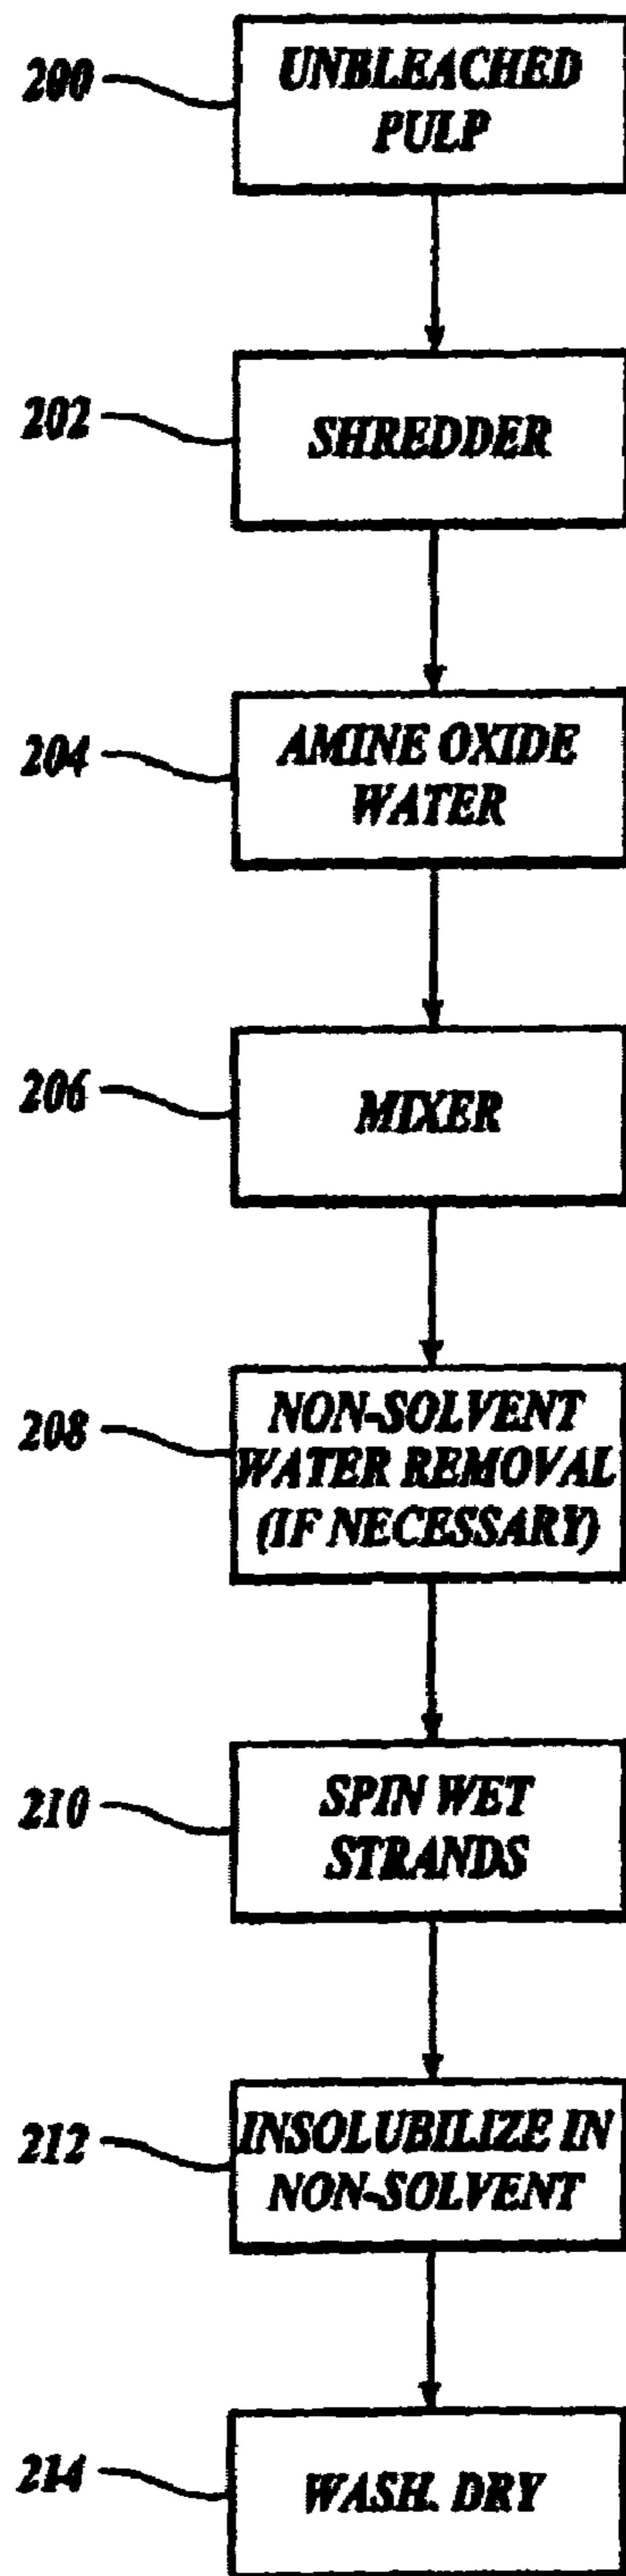 200
UNBLEACHED
PULP
202
SHREDDER
204
AMINE OXIDE
WATER
206
MIXER
208
NON-SOLVENT
WATER REMOVAL
(IF NECESSARY)
210
SPIN WET
STRANDS
212
INSOLUBILIZE IN
NON-SOLVENT
214
WASH. DRY